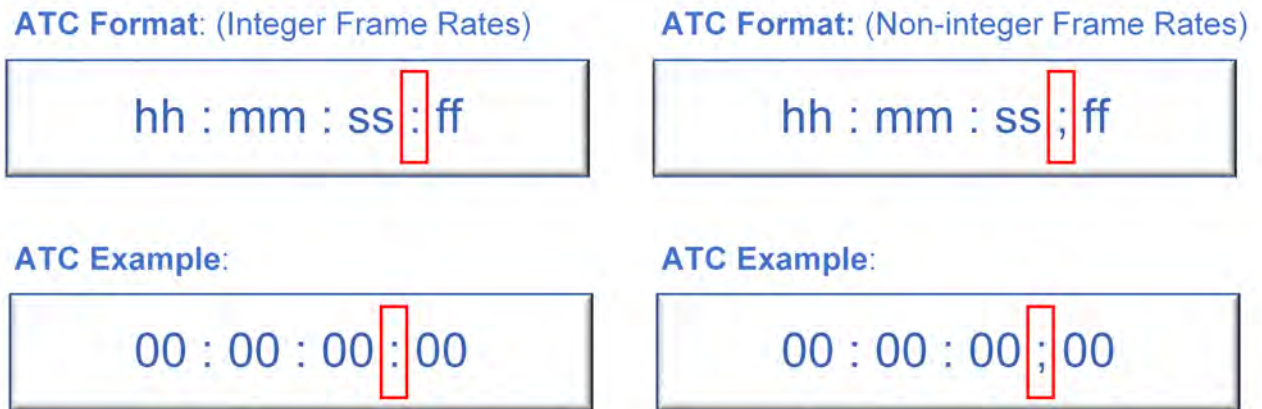 ATC Format: (Integer Frame Rates)
hh : mm : ss : ff
ATC Example:
00 : 00 : 00 : 00
ATC Format: (Non-integer Frame Rates)
hh : mm : ss ; ff
ATC Example:
00 : 00 : 00 ; 00